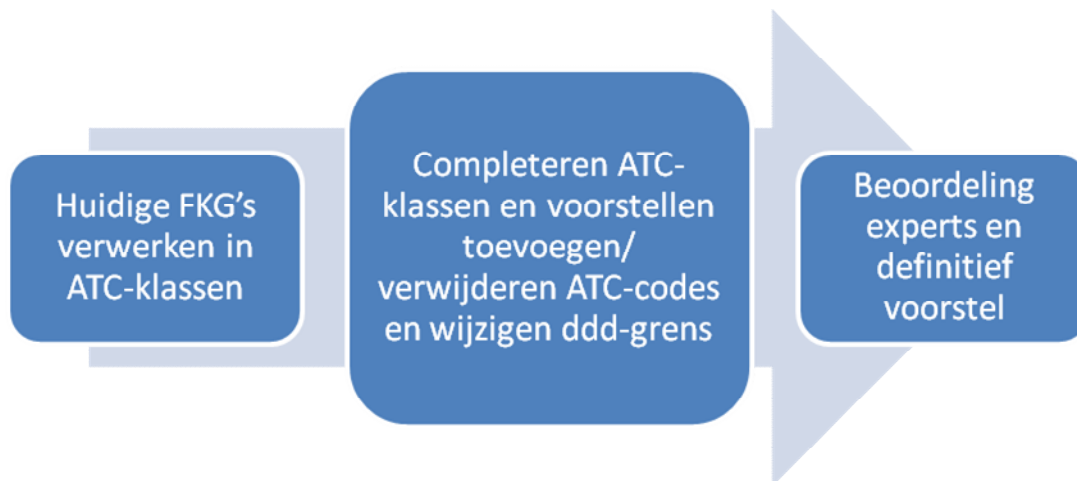 Huidige FKG's
verwerken in
ATC-klassen
Completeren ATC-
klassen en voorstellen
toevoegen/
verwijderen ATC-codes
en wijzigen ddd-grens
Beoordeling
experts en
definitief
voorstel